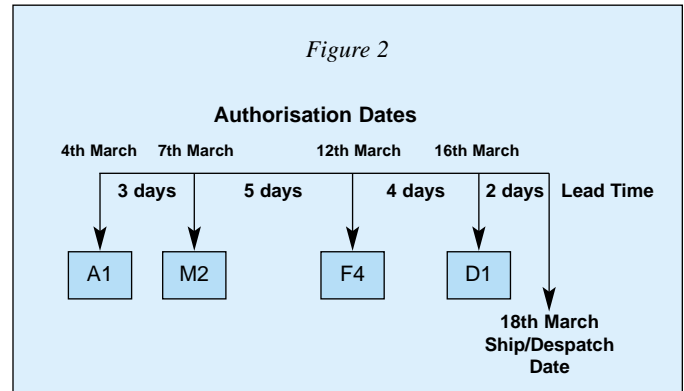 Figure 2
Authorisation Dates
4th March 7th March 12th March 16th March
3 days 5 days 4 days 2 days Lead Time
A1 M2 F4 D1
18th March
Ship/Despatch
Date